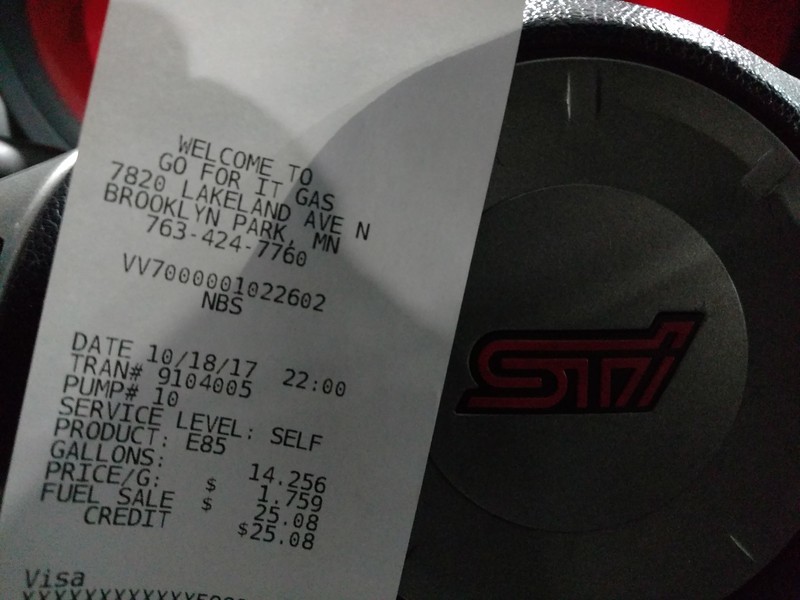 WELCOME TO
GO FOR IT GAS
7820 LAKELAND AVE N
BROOKLYN PARK, MN
763-424-7760
VV7000001022602
NBS
DATE 10/18/17 22:00
TRAN# 9104005
PUMP# 10
SERVICE LEVEL: SELF
PRODUCT: E85
GALLONS: 14.256
PRICE/G: $ 1.759
FUEL SALE $ 25.08
CREDIT $25.08
Visa
STi